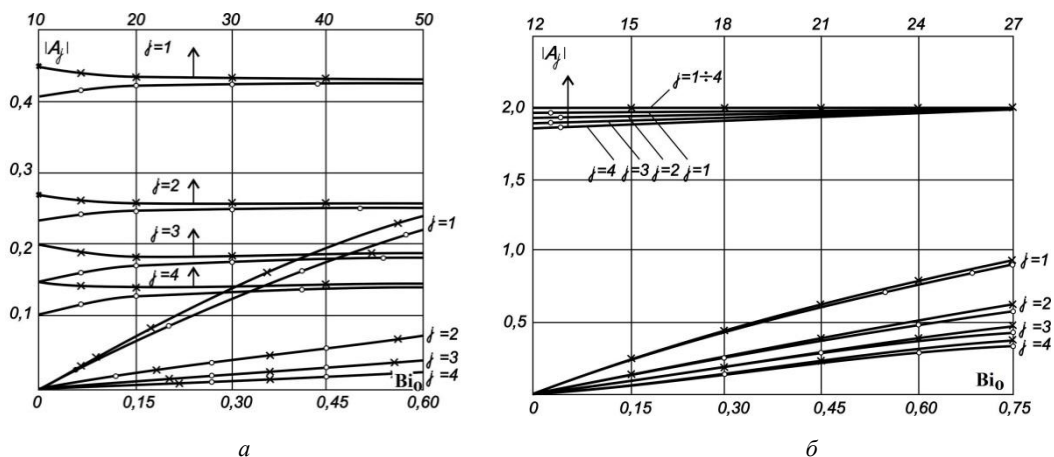 10 20 30 40 50
|Aⱼ|
j=1
0,4
0,3
j=2
j=1
0,2
j=3
j=4
0,1
j=2
j=3
Bi₀ j=4
0 0,15 0,30 0,45 0,60
а
12 15 18 21 24 27
|Aⱼ|
j=1÷4
2,0
j=4 j=3 j=2 j=1
1,5
1,0
j=1
j=2
0,5
j=3
j=4
Bi₀
0 0,15 0,30 0,45 0,60 0,75
б